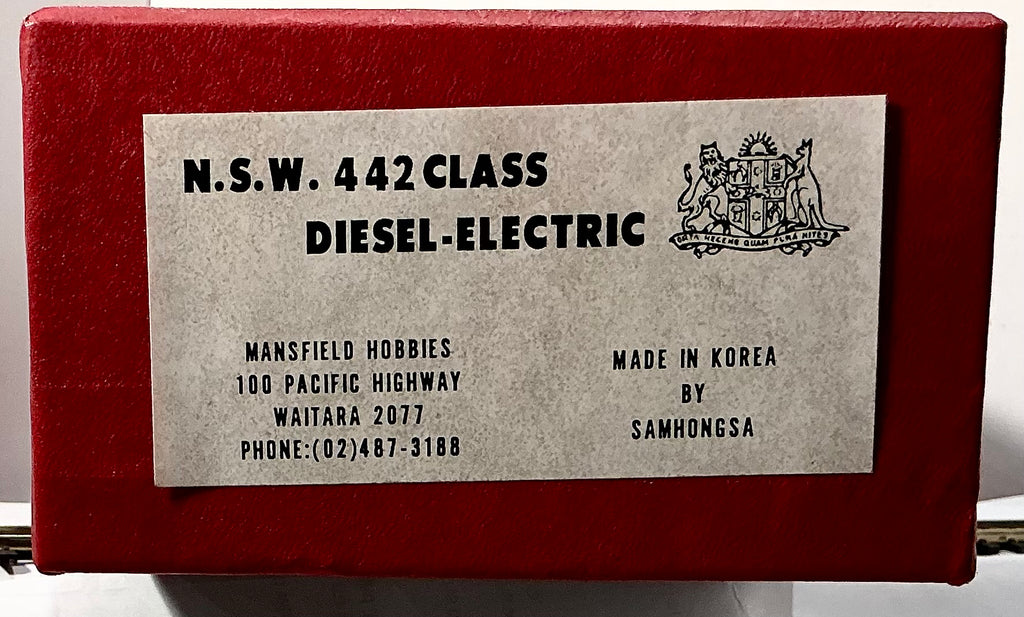 N.S.W. 442 CLASS
DIESEL-ELECTRIC
ORTA RECENS QUAM PURA NITES
MANSFIELD HOBBIES
100 PACIFIC HIGHWAY
WAITARA 2077
PHONE:(02)487-3188
MADE IN KOREA
BY
SAMHONGSA